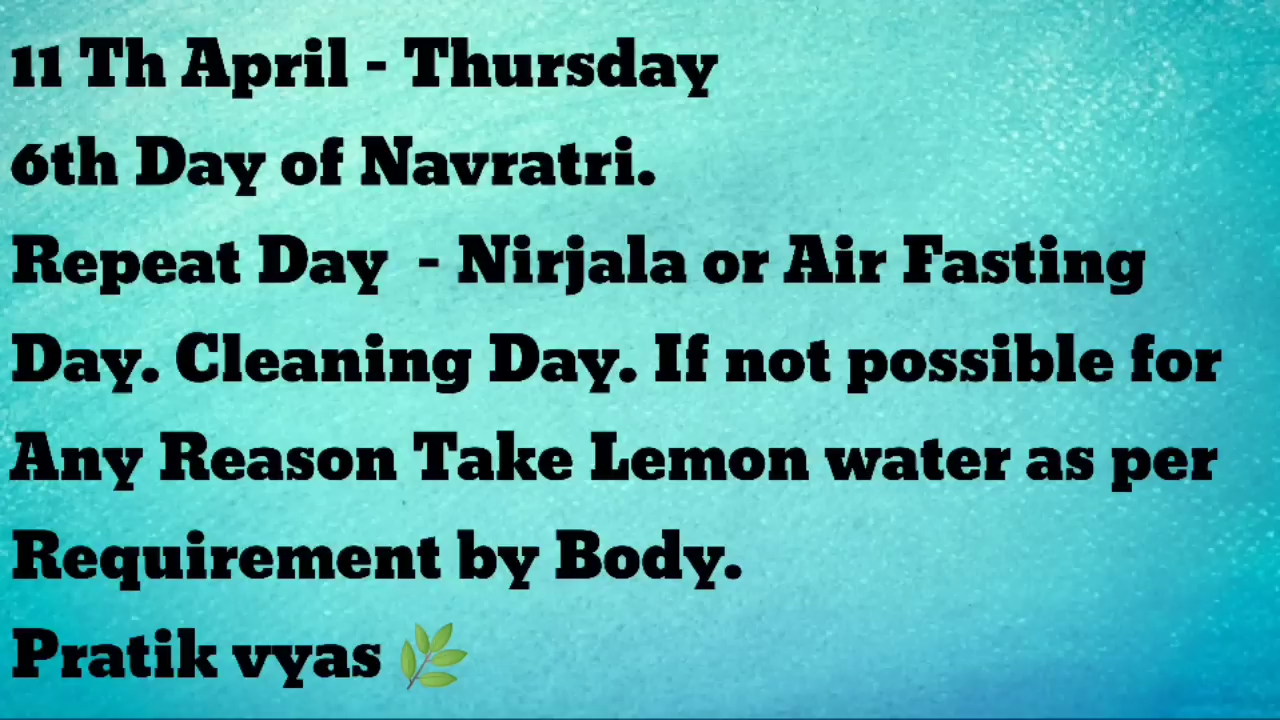 11 Th April - Thursday
6th Day of Navratri.
Repeat Day - Nirjala or Air Fasting
Day. Cleaning Day. If not possible for
Any Reason Take Lemon water as per
Requirement by Body.
Pratik vyas 🌿